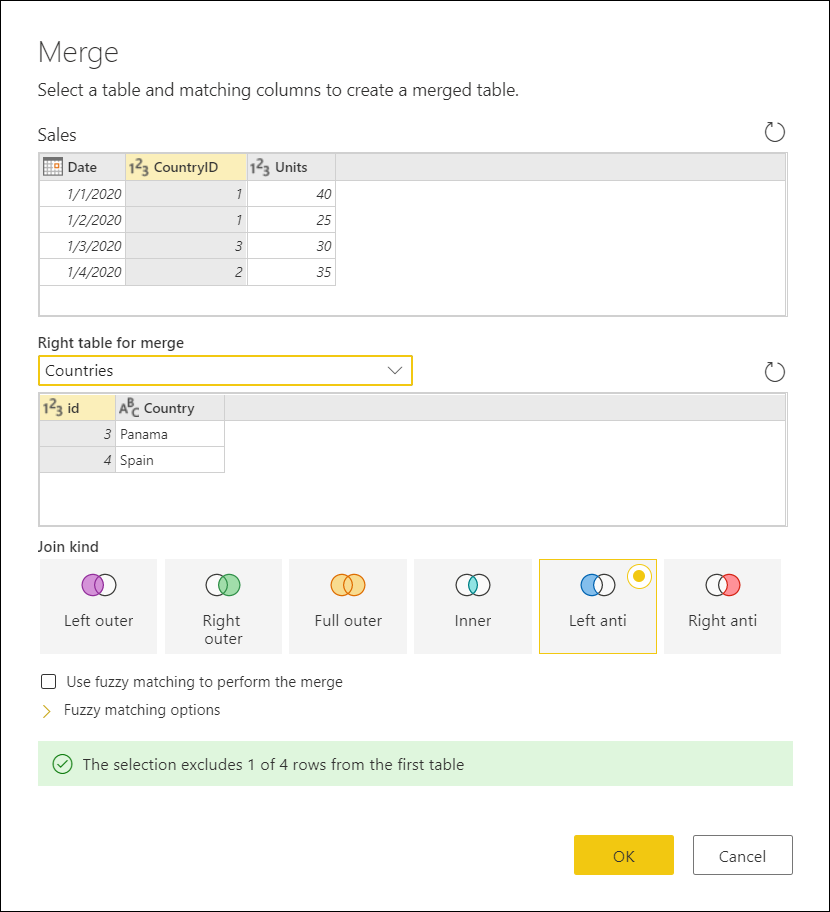 Merge
Select a table and matching columns to create a merged table.
Sales
Date 1²3 CountryID 1²3 Units
1/1/2020 1 40
1/2/2020 1 25
1/3/2020 3 30
1/4/2020 2 35
Right table for merge
Countries
1²3 id ABC Country
3 Panama
4 Spain
Join kind
Left outer
Right
outer
Full outer
Inner
Left anti
Right anti
Use fuzzy matching to perform the merge
Fuzzy matching options
The selection excludes 1 of 4 rows from the first table
OK Cancel